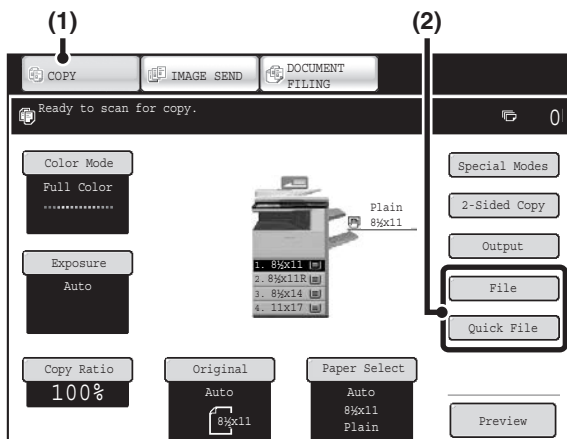 (1)
(2)
COPY
IMAGE SEND
DOCUMENT
FILING
Ready to scan for copy.
0
Color Mode
Full Color
Exposure
Auto
Copy Ratio
100%
Plain
8½x11
1. 8½x11
2. 8½x11R
3. 8½x14
4. 11x17
Original
Auto
8½x11
Paper Select
Auto
8½x11
Plain
Special Modes
2-Sided Copy
Output
File
Quick File
Preview